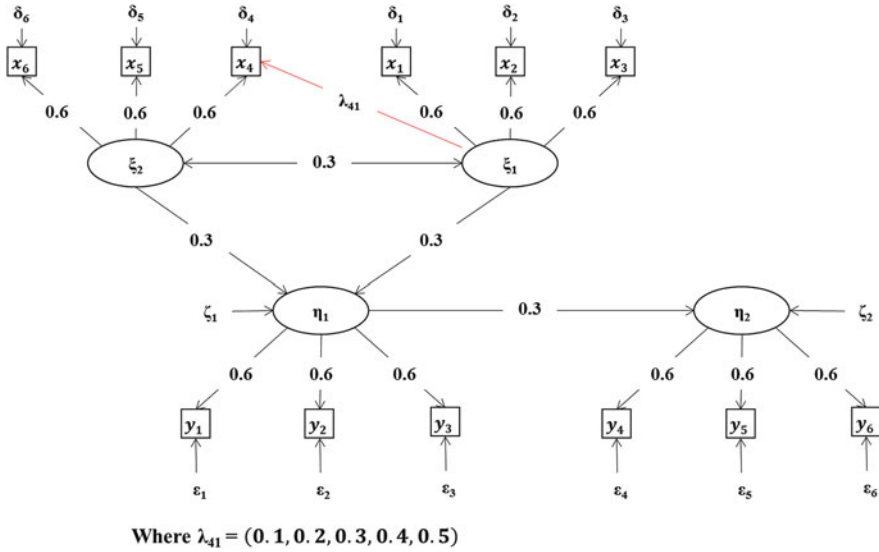 δ₆ δ₅ δ₄ δ₁ δ₂ δ₃
x₆ x₅ x₄ x₁ x₂ x₃
λ₄₁
0.6 0.6 0.6 0.6 0.6 0.6
ξ₂ 0.3 ξ₁
0.3 0.3
ζ₁ η₁ 0.3 η₂ ζ₂
0.6 0.6 0.6 0.6 0.6 0.6
y₁ y₂ y₃ y₄ y₅ y₆
ε₁ ε₂ ε₃ ε₄ ε₅ ε₆
Where λ₄₁ = (0.1, 0.2, 0.3, 0.4, 0.5)